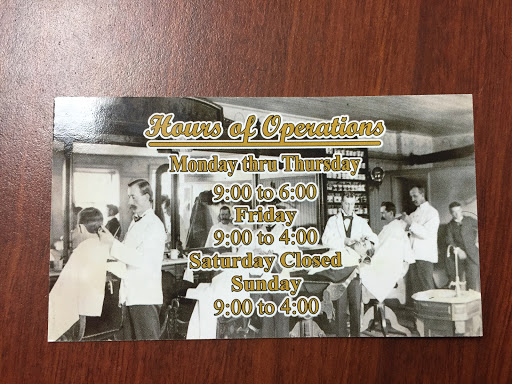 Hours of Operations
Monday thru Thursday
9:00 to 6:00
Friday
9:00 to 4:00
Saturday Closed
Sunday
9:00 to 4:00